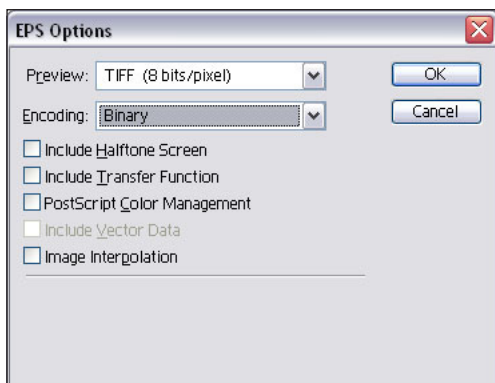 EPS Options
Preview: TIFF (8 bits/pixel)
OK
Encoding: Binary
Cancel
Include Halftone Screen
Include Transfer Function
PostScript Color Management
Include Vector Data
Image Interpolation